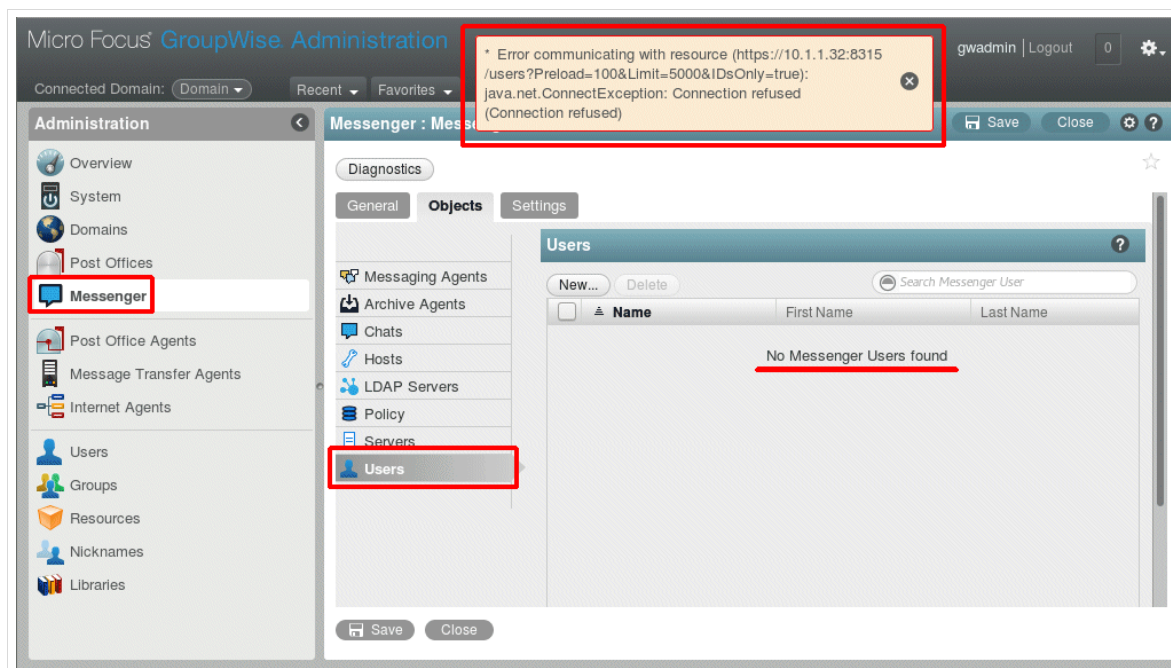 Micro Focus GroupWise Administration
* Error communicating with resource (https://10.1.1.32:8315
/users?Preload=100&Limit=5000&IDsOnly=true):
java.net.ConnectException: Connection refused
(Connection refused)
gwadmin | Logout 0
Connected Domain: Domain
Recent Favorites
Administration
Overview
System
Domains
Post Offices
Messenger
Post Office Agents
Message Transfer Agents
Internet Agents
Users
Groups
Resources
Nicknames
Libraries
Messenger :
Save Close ?
Diagnostics
General Objects Settings
Messaging Agents
Archive Agents
Chats
Hosts
LDAP Servers
Policy
Servers
Users
Users ?
New... Delete Search Messenger User
Name First Name Last Name
No Messenger Users found
Save Close